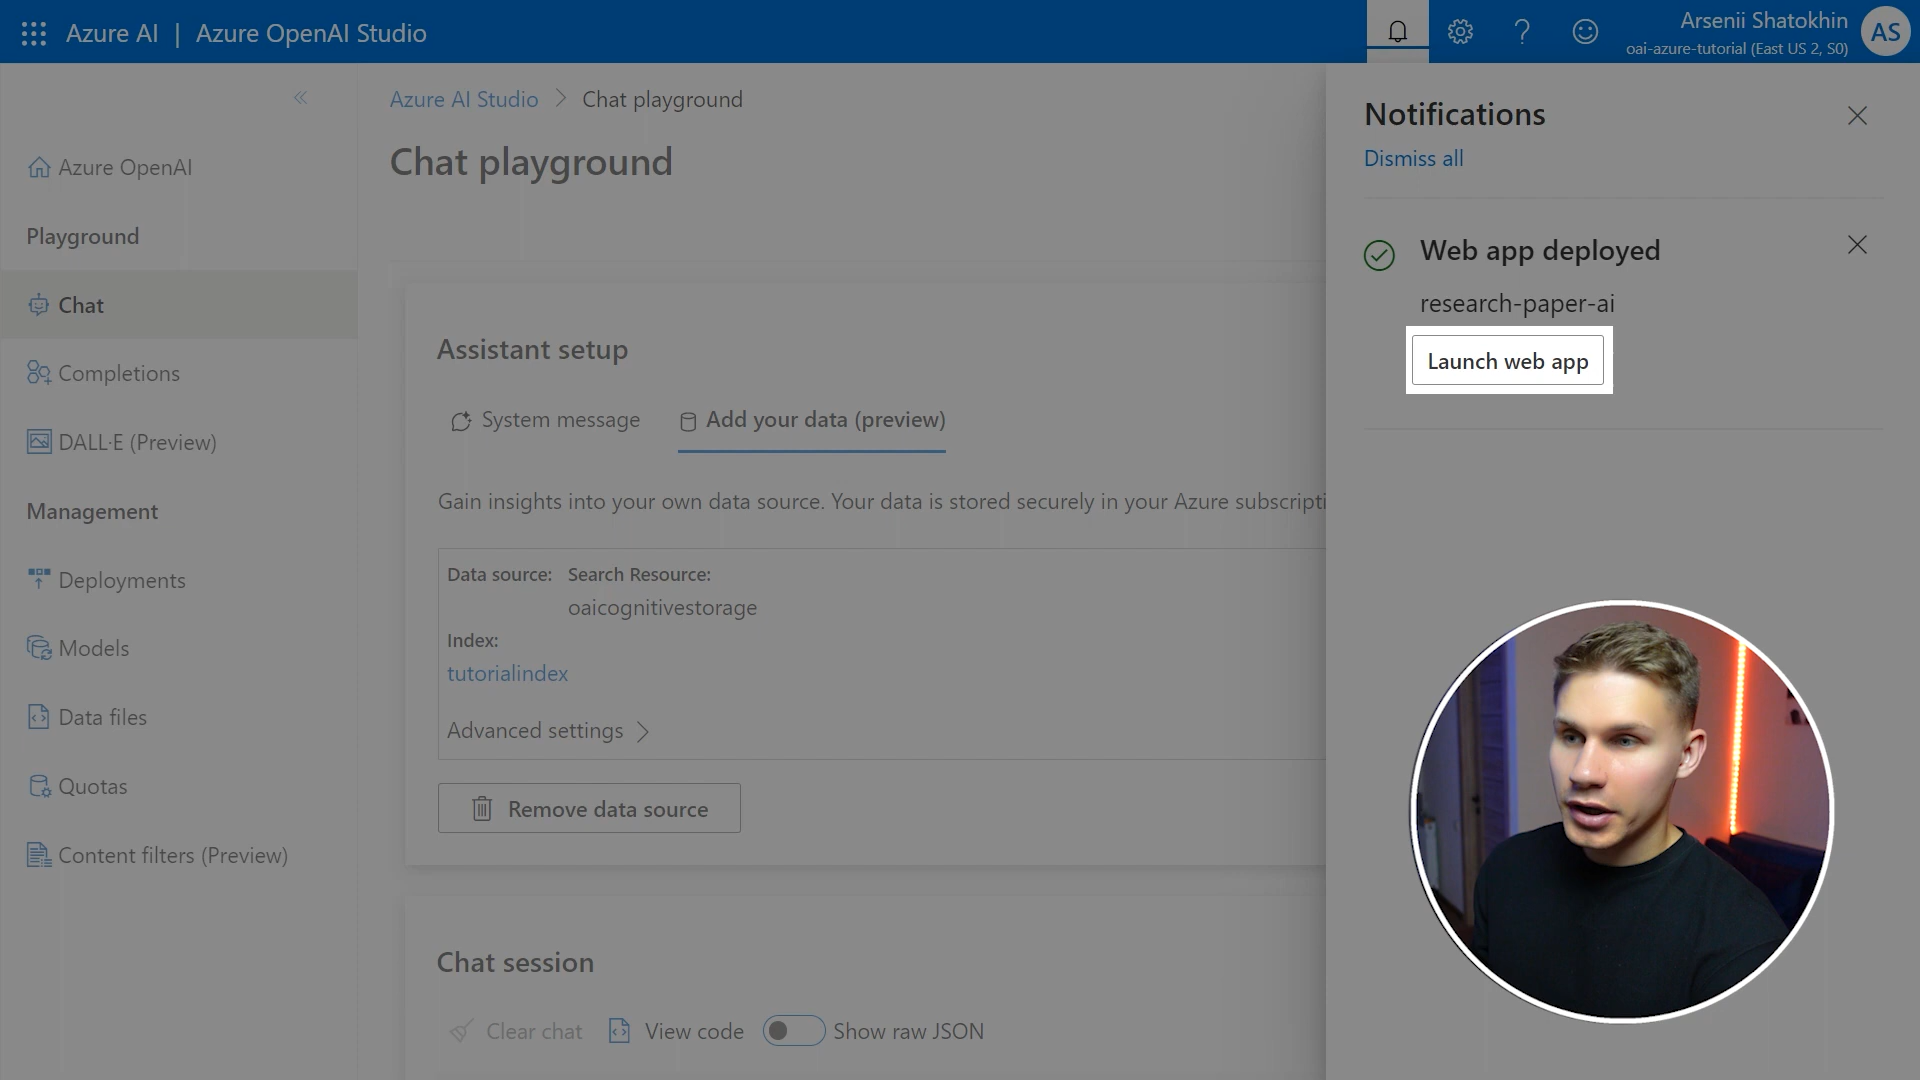 Azure AI | Azure OpenAI Studio
Arsenii Shatokhin
oai-azure-tutorial (East US 2, S0)
AS
Azure AI Studio > Chat playground
Chat playground
Azure OpenAI
Playground
Chat
Completions
DALL·E (Preview)
Management
Deployments
Models
Data files
Quotas
Content filters (Preview)
Assistant setup
System message
Add your data (preview)
Gain insights into your own data source. Your data is stored securely in your Azure subscripti
Data source: Search Resource:
oaicognitivestorage
Index:
tutorialindex
Advanced settings
Remove data source
Chat session
Clear chat
View code
Show raw JSON
Notifications
Dismiss all
Web app deployed
research-paper-ai
Launch web app